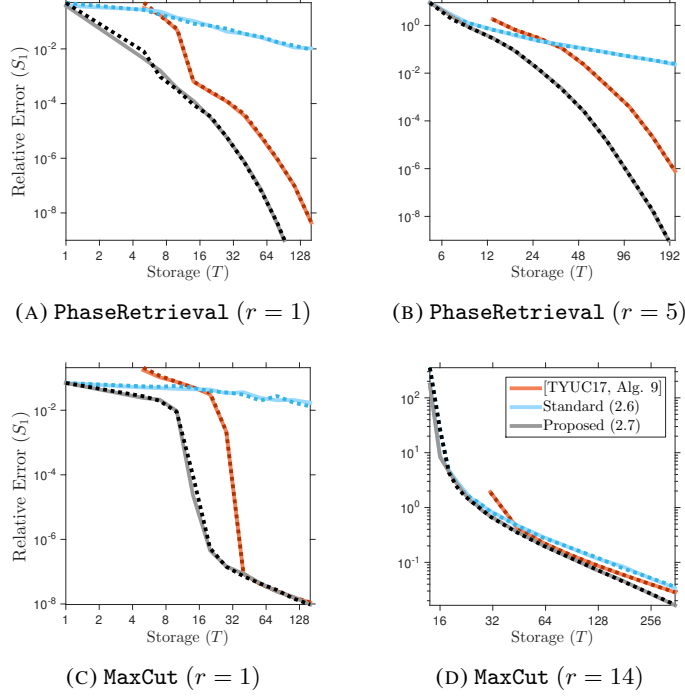 Relative Error (S₁)
10⁻²
10⁻⁴
10⁻⁶
10⁻⁸
1 2 4 8 16 32 64 128
Storage (T)
(A) PhaseRetrieval (r = 1)
10⁰
10⁻²
10⁻⁴
10⁻⁶
10⁻⁸
6 12 24 48 96 192
Storage (T)
(B) PhaseRetrieval (r = 5)
Relative Error (S₁)
10⁻²
10⁻⁴
10⁻⁶
10⁻⁸
1 2 4 8 16 32 64 128
Storage (T)
(C) MaxCut (r = 1)
[TYUC17, Alg. 9]
Standard (2.6)
Proposed (2.7)
10²
10¹
10⁰
10⁻¹
16 32 64 128 256
Storage (T)
(D) MaxCut (r = 14)